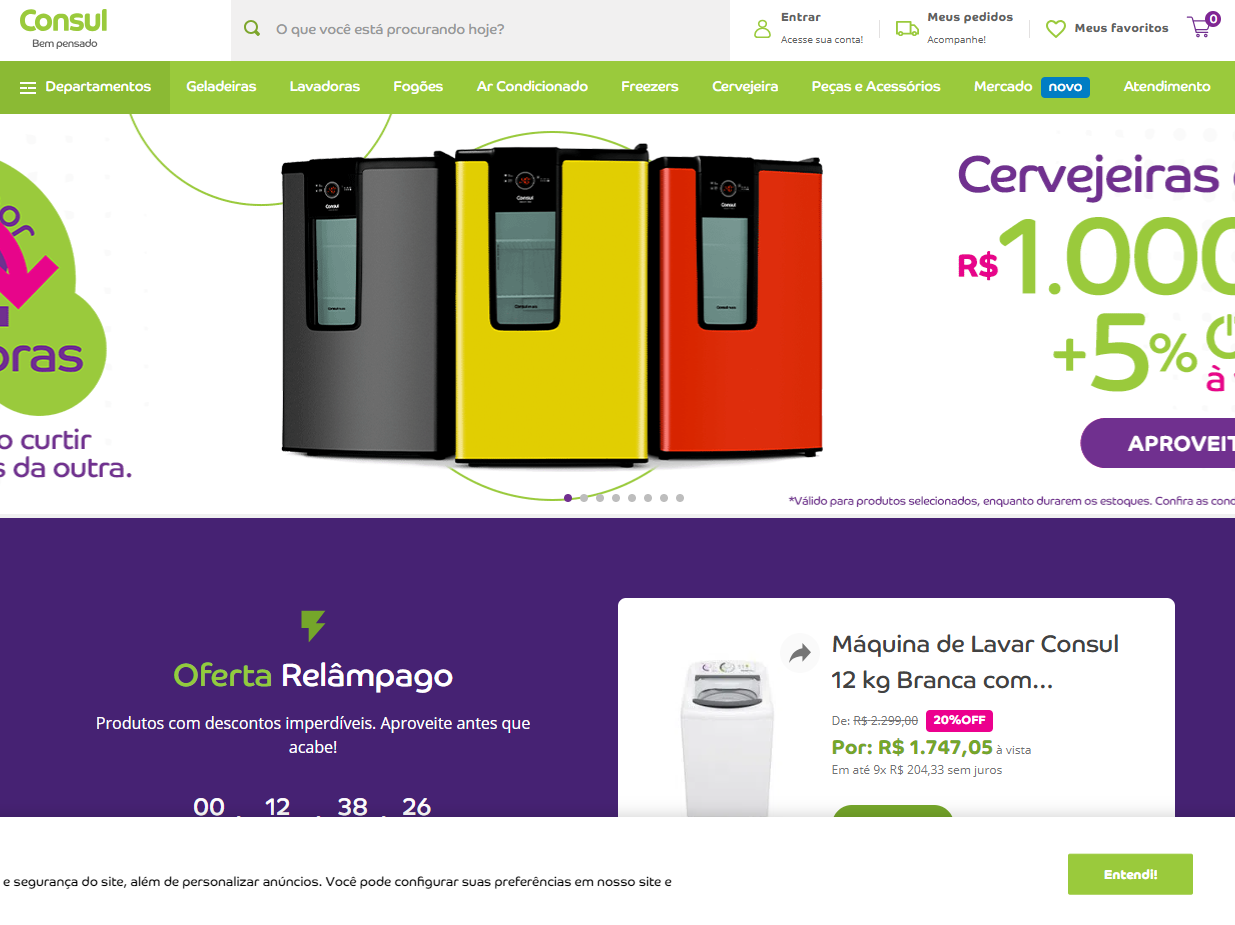 Consul
Bem pensado
O que você está procurando hoje?
Entrar
Acesse sua conta!
Meus pedidos
Acompanhe!
Meus favoritos
0
Departamentos
Geladeiras
Lavadoras
Fogões
Ar Condicionado
Freezers
Cervejeira
Peças e Acessórios
Mercado novo
Atendimento
or
oras
o curtir
s da outra.
Consul
Consul
Consul
Cervejeiras
R$1.000
+5%
à
APROVEIT
*Válido para produtos selecionados, enquanto durarem os estoques. Confira as cond
Oferta Relâmpago
Produtos com descontos imperdíveis. Aproveite antes que
acabe!
00 12 38 26
Máquina de Lavar Consul
12 kg Branca com...
De: R$ 2.299,00 20%OFF
Por: R$ 1.747,05 à vista
Em até 9x R$ 204,33 sem juros
e segurança do site, além de personalizar anúncios. Você pode configurar suas preferências em nosso site e
Entendi!